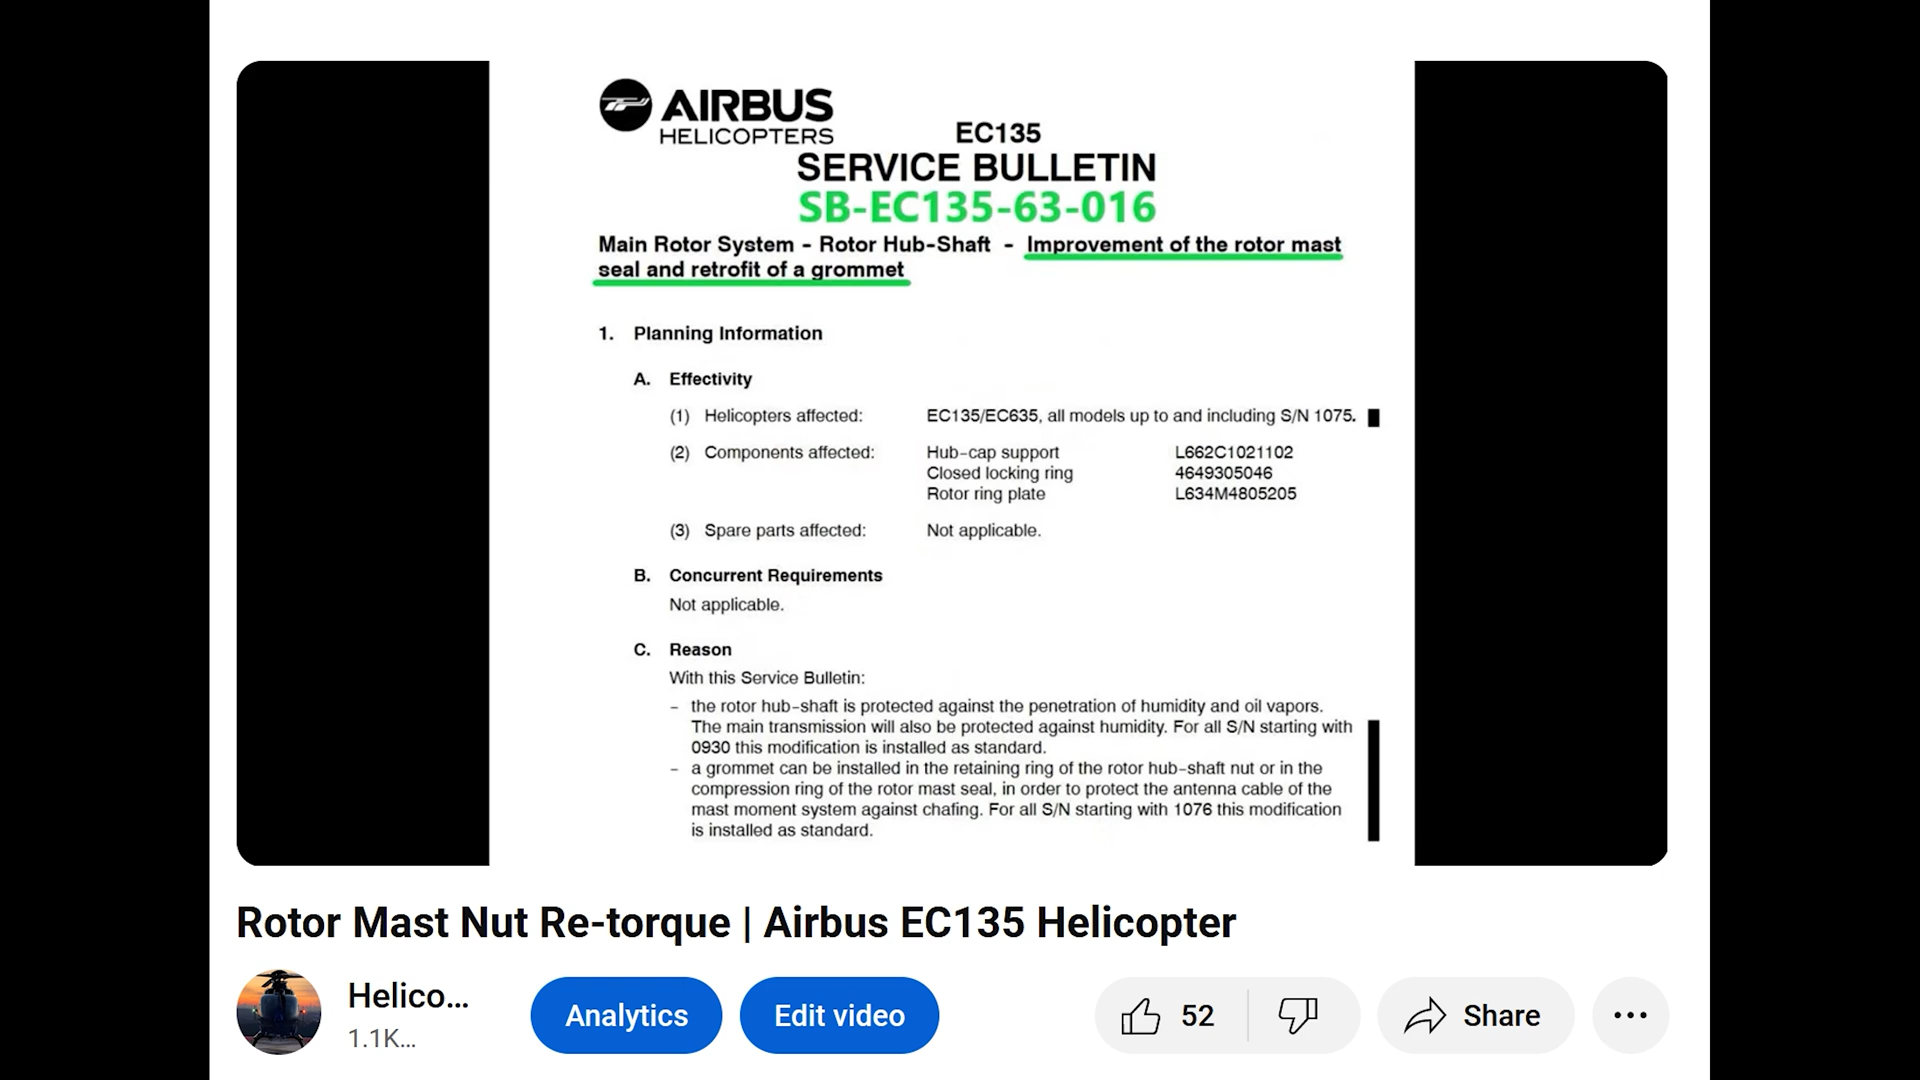 AIRBUS
HELICOPTERS
EC135
SERVICE BULLETIN
SB-EC135-63-016
Main Rotor System - Rotor Hub-Shaft - Improvement of the rotor mast
seal and retrofit of a grommet
1. Planning Information
A. Effectivity
(1) Helicopters affected: EC135/EC635, all models up to and including S/N 1075.
(2) Components affected: Hub-cap support L662C1021102
Closed locking ring 4649305046
Rotor ring plate L634M4805205
(3) Spare parts affected: Not applicable.
B. Concurrent Requirements
Not applicable.
C. Reason
With this Service Bulletin:
- the rotor hub-shaft is protected against the penetration of humidity and oil vapors.
The main transmission will also be protected against humidity. For all S/N starting with
0930 this modification is installed as standard.
- a grommet can be installed in the retaining ring of the rotor hub-shaft nut or in the
compression ring of the rotor mast seal, in order to protect the antenna cable of the
mast moment system against chafing. For all S/N starting with 1076 this modification
is installed as standard.
Rotor Mast Nut Re-torque | Airbus EC135 Helicopter
Helico...
1.1K...
Analytics
Edit video
52
Share